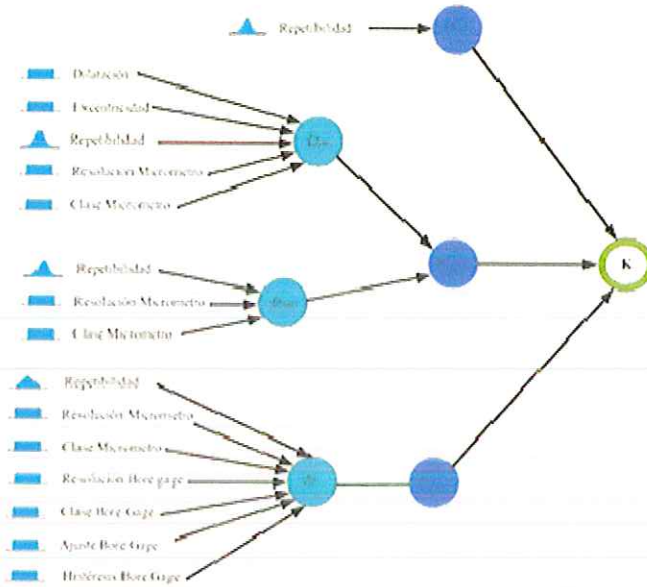 Repetibilidad
Dilatación
Excentricidad
Repetibilidad
Resolución Micrometro
Clase Micrometro
Repetibilidad
Resolución Micrometro
Clase Micrometro
K
Repetibilidad
Resolución Micrometro
Clase Micrometro
Resolución Bore gage
Clase Bore Gage
Ajuste Bore Gage
Histéresis Bore Gage